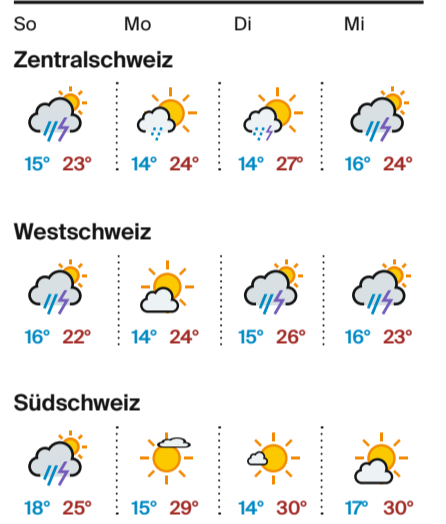 So Mo Di Mi
Zentralschweiz
15° 23° 14° 24° 14° 27° 16° 24°
Westschweiz
16° 22° 14° 24° 15° 26° 16° 23°
Südschweiz
18° 25° 15° 29° 14° 30° 17° 30°